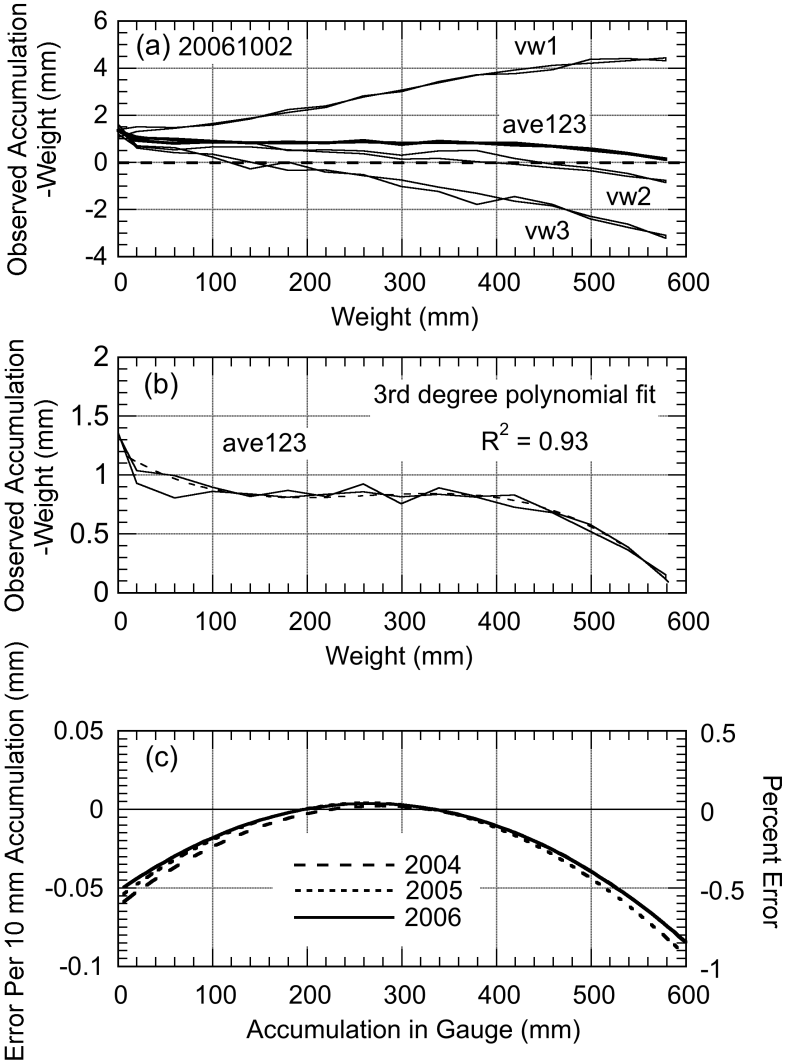 (a) 20061002
vw1
ave123
vw2
vw3
Observed Accumulation
-Weight (mm)
6
4
2
0
-2
-4
0 100 200 300 400 500 600
Weight (mm)
(b)
3rd degree polynomial fit
R² = 0.93
ave123
Observed Accumulation
-Weight (mm)
2
1.5
1
0.5
0
0 100 200 300 400 500 600
Weight (mm)
(c)
Error Per 10 mm Accumulation (mm)
0.05
0
-0.05
-0.1
2004
2005
2006
0.5
0
-0.5
-1
Percent Error
0 100 200 300 400 500 600
Accumulation in Gauge (mm)